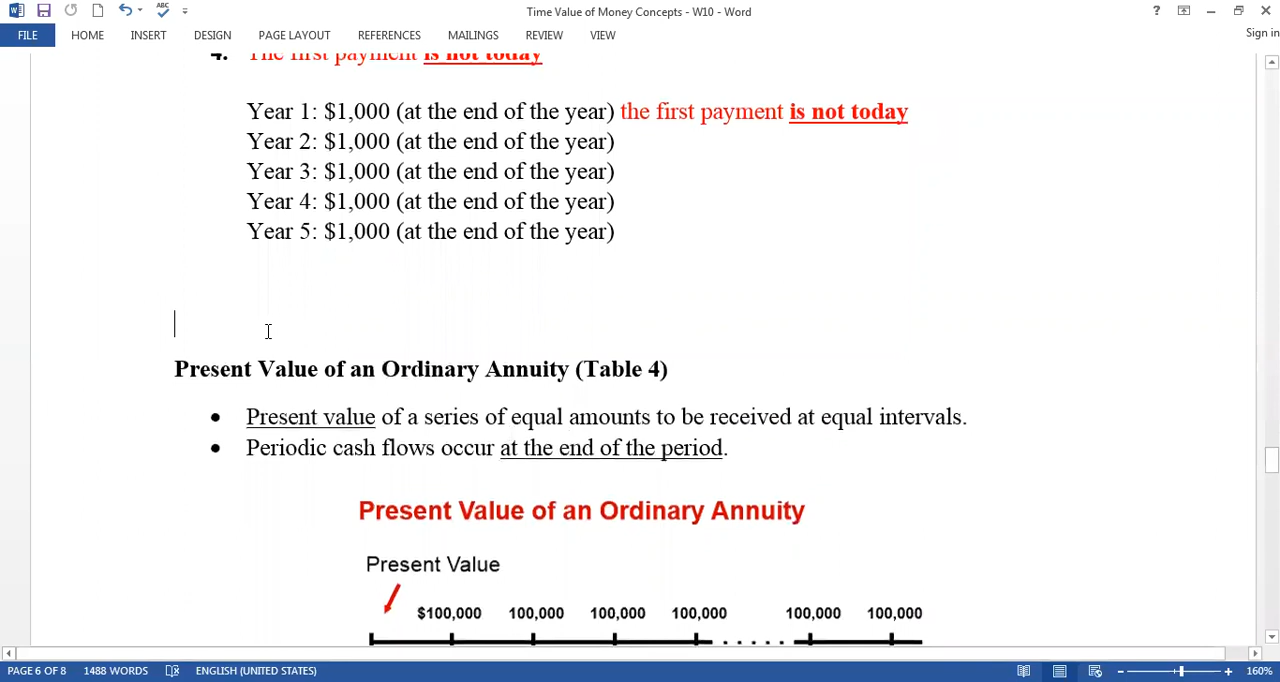 Time Value of Money Concepts - W10 - Word
?
FILE HOME INSERT DESIGN PAGE LAYOUT REFERENCES MAILINGS REVIEW VIEW Sign in
4. The first payment is not today
Year 1: $1,000 (at the end of the year) the first payment is not today
Year 2: $1,000 (at the end of the year)
Year 3: $1,000 (at the end of the year)
Year 4: $1,000 (at the end of the year)
Year 5: $1,000 (at the end of the year)
Present Value of an Ordinary Annuity (Table 4)
• Present value of a series of equal amounts to be received at equal intervals.
• Periodic cash flows occur at the end of the period.
Present Value of an Ordinary Annuity
Present Value
$100,000 100,000 100,000 100,000 100,000 100,000
PAGE 6 OF 8 1488 WORDS ENGLISH (UNITED STATES) 160%